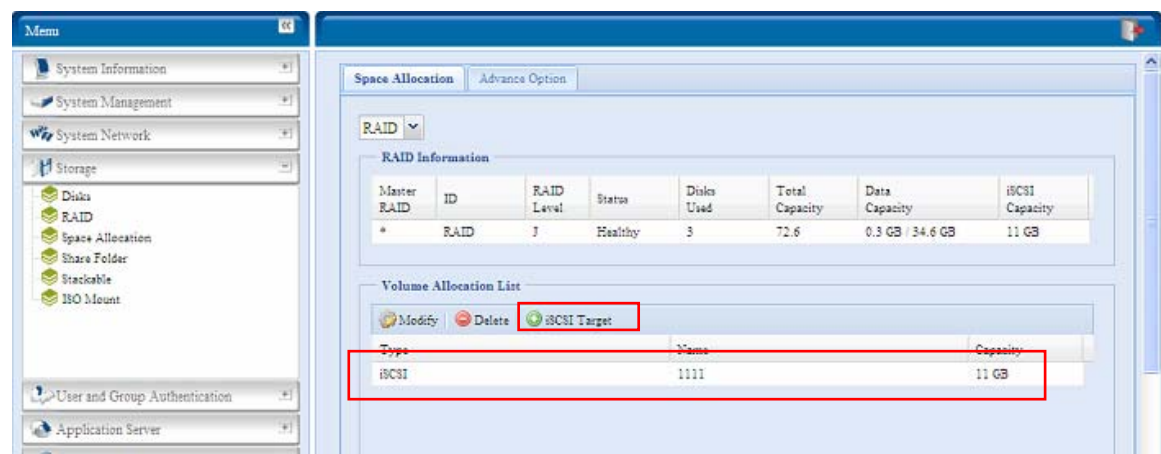 Menu
System Information
System Management
System Network
Storage
Disks
RAID
Space Allocation
Share Folder
Stackable
ISO Mount
User and Group Authentication
Application Server
Space Allocation Advance Option
RAID
RAID Information
Master RAID ID RAID Level Status Disks Used Total Capacity Data Capacity iSCSI Capacity
* RAID J Healthy 3 72.6 0.3 GB / 34.6 GB 11 GB
Volume Allocation List
Modify Delete iSCSI Target
Type Name Capacity
iSCSI 1111 11 GB